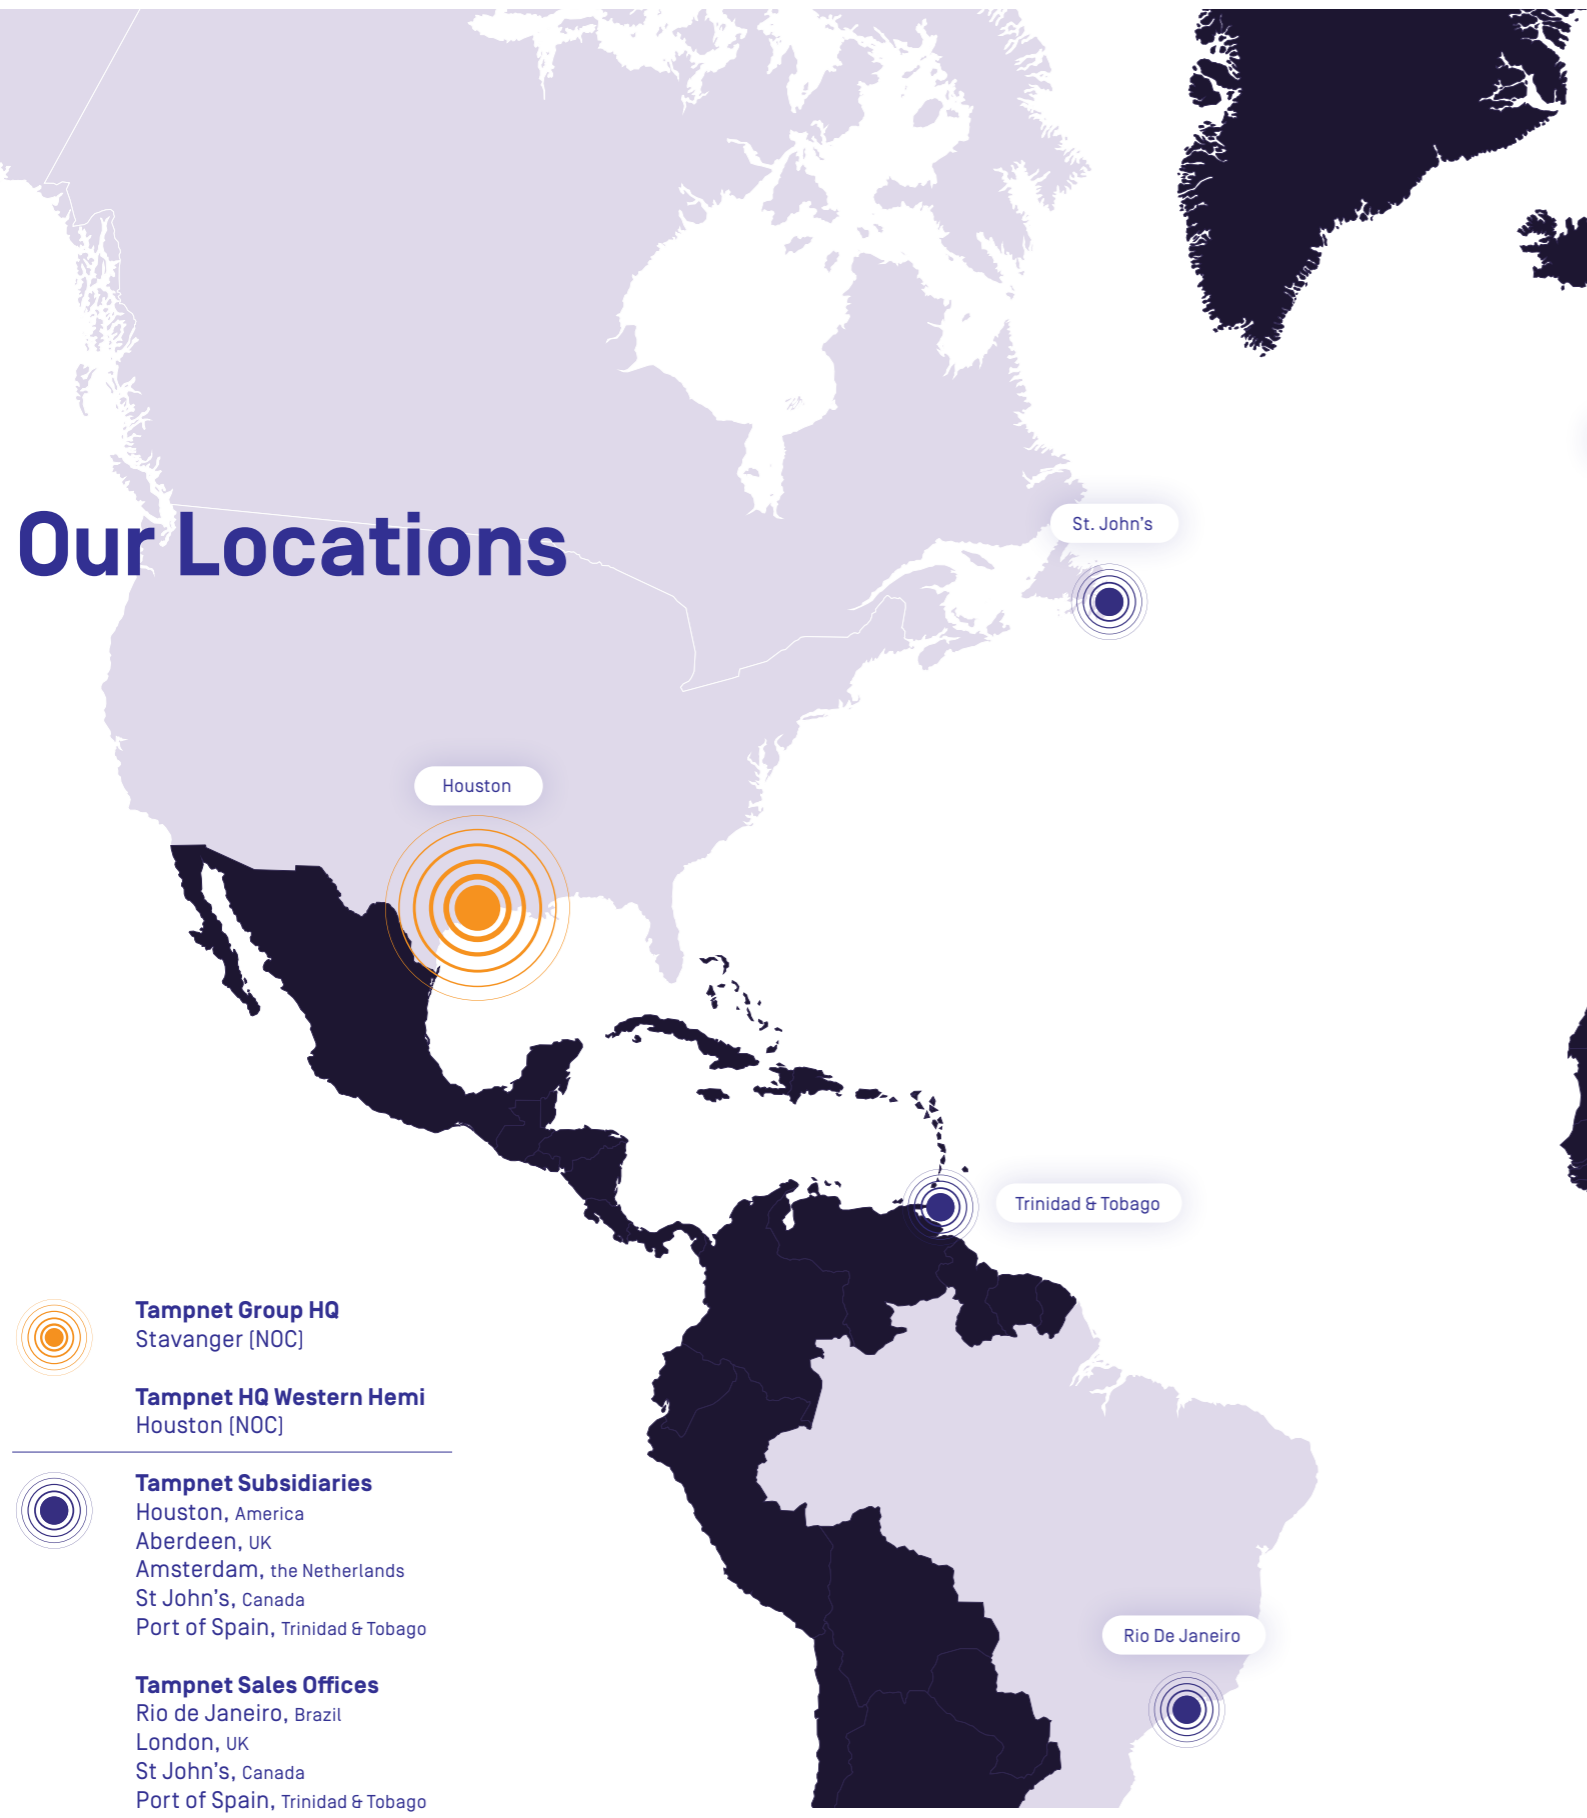 Our Locations
St. John's
Houston
Trinidad & Tobago
Rio De Janeiro
Tampnet Group HQ
Stavanger (NOC)
Tampnet HQ Western Hemi
Houston (NOC)
Tampnet Subsidiaries
Houston, America
Aberdeen, UK
Amsterdam, the Netherlands
St John's, Canada
Port of Spain, Trinidad & Tobago
Tampnet Sales Offices
Rio de Janeiro, Brazil
London, UK
St John's, Canada
Port of Spain, Trinidad & Tobago